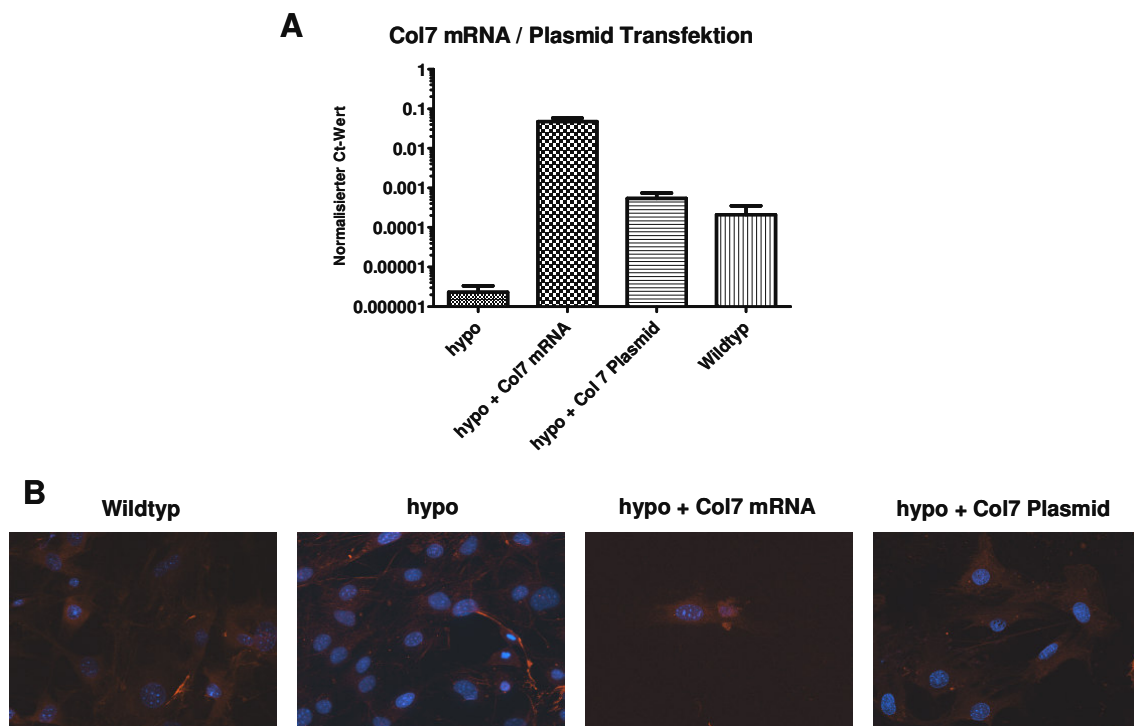 A
Col7 mRNA / Plasmid Transfektion
Normalisierter Ct-Wert
1
0.1
0.01
0.001
0.0001
0.00001
0.000001
hypo
hypo + Col7 mRNA
hypo + Col 7 Plasmid
Wildtyp
B
Wildtyp
hypo
hypo + Col7 mRNA
hypo + Col7 Plasmid